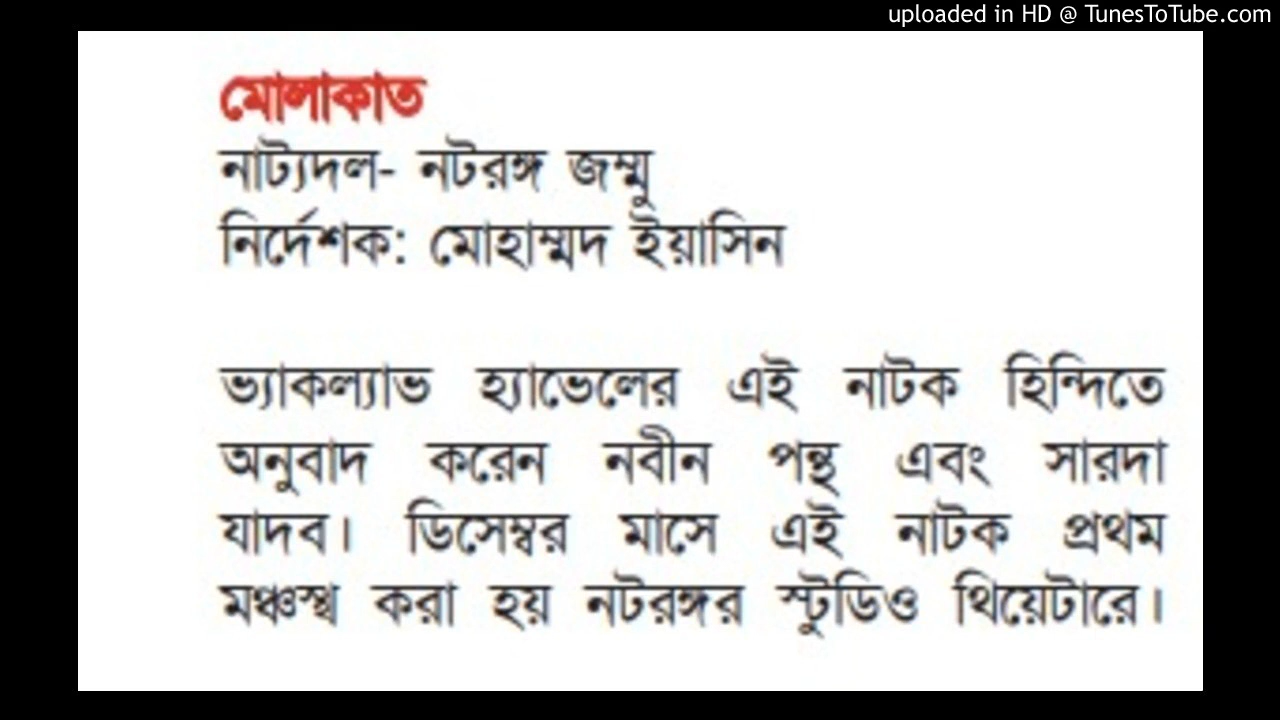 uploaded in HD @ TunesToTube.com
মোলাকাত
নাট্যদল- নটরঙ্গ জম্মু
নির্দেশক: মোহাম্মদ ইয়াসিন
ভ্যাকল্যাভ হ্যাভেলের এই নাটক হিন্দিতে
অনুবাদ করেন নবীন পন্থ এবং সারদা
যাদব। ডিসেম্বর মাসে এই নাটক প্রথম
মঞ্চস্থ করা হয় নটরঙ্গর স্টুডিও থিয়েটারে।